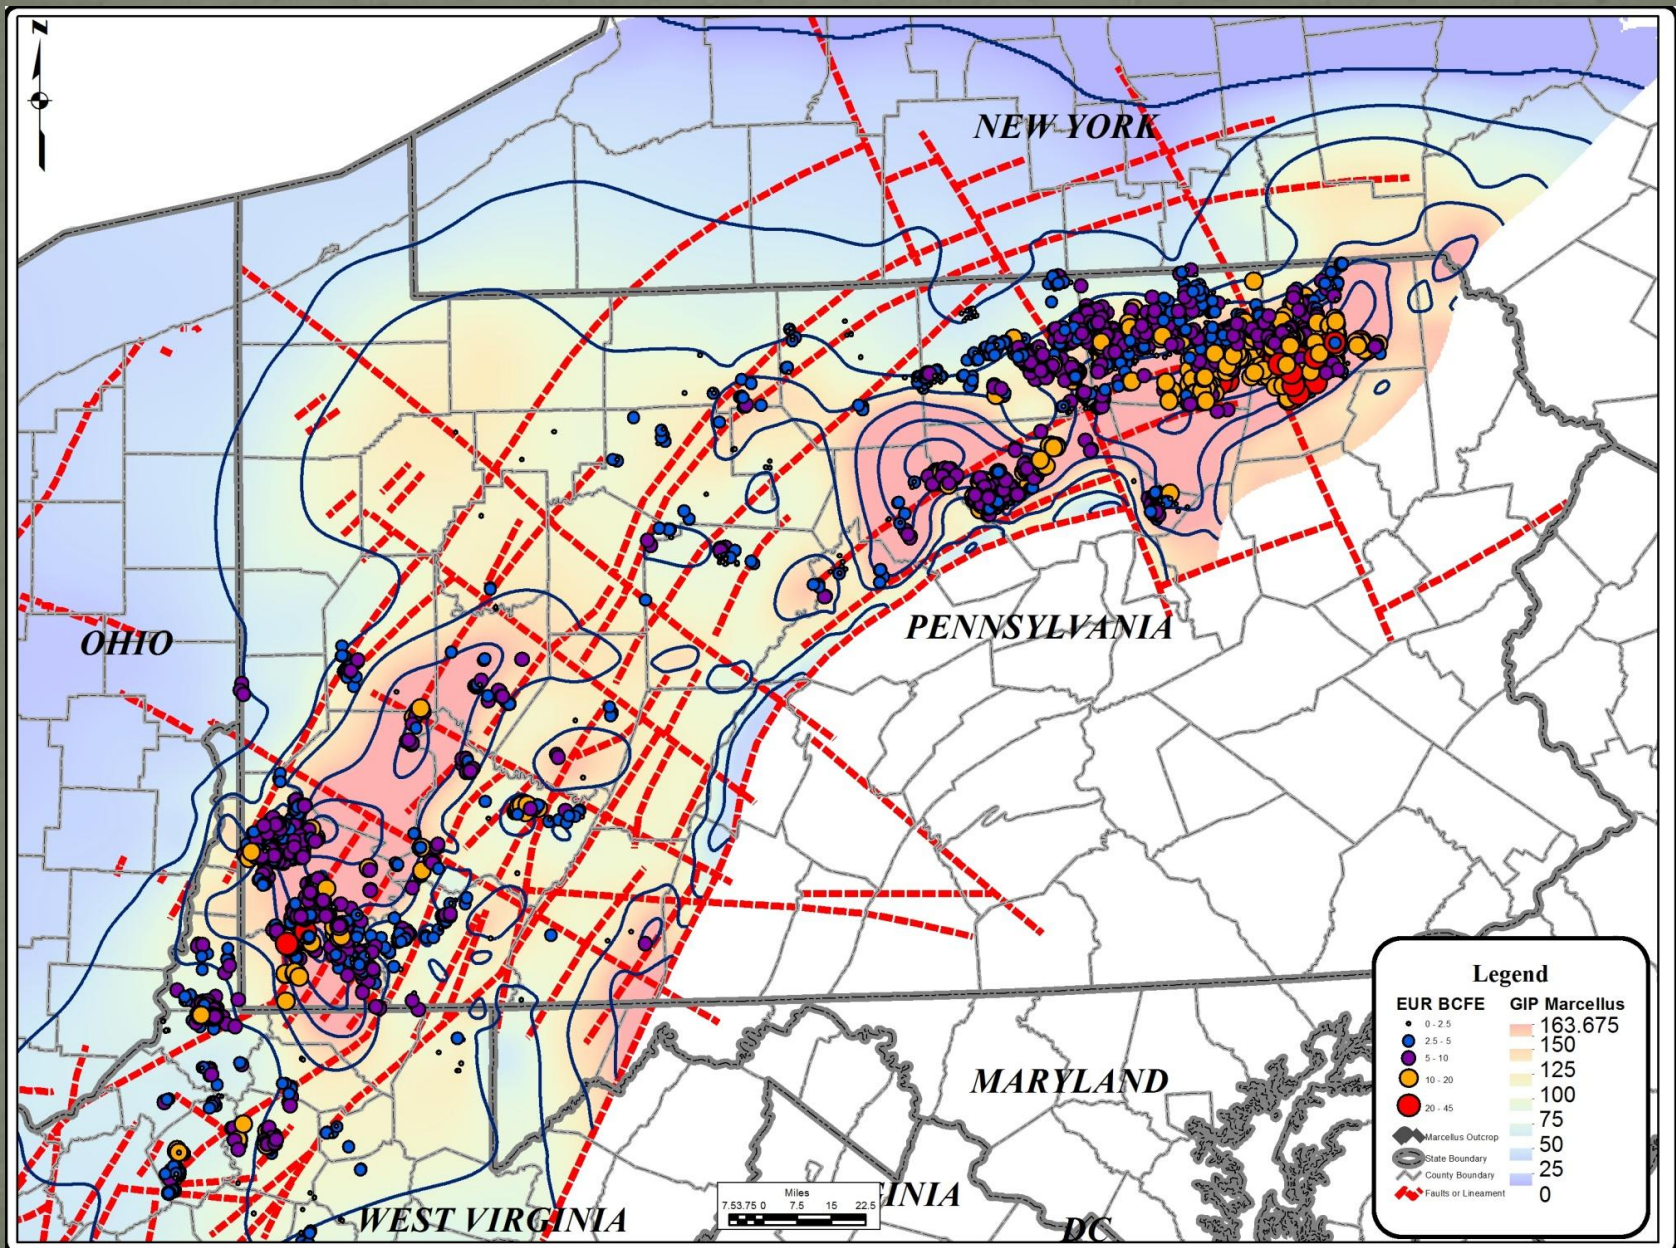 N
NEW YORK
OHIO
PENNSYLVANIA
MARYLAND
WEST VIRGINIA
INIA
DC
Miles
7.53.75 0 7.5 15 22.5
Legend
EUR BCFE
0 - 2.5
2.5 - 5
5 - 10
10 - 20
20 - 45
Marcellus Outcrop
State Boundary
County Boundary
Faults or Lineament
GIP Marcellus
163.675
150
125
100
75
50
25
0